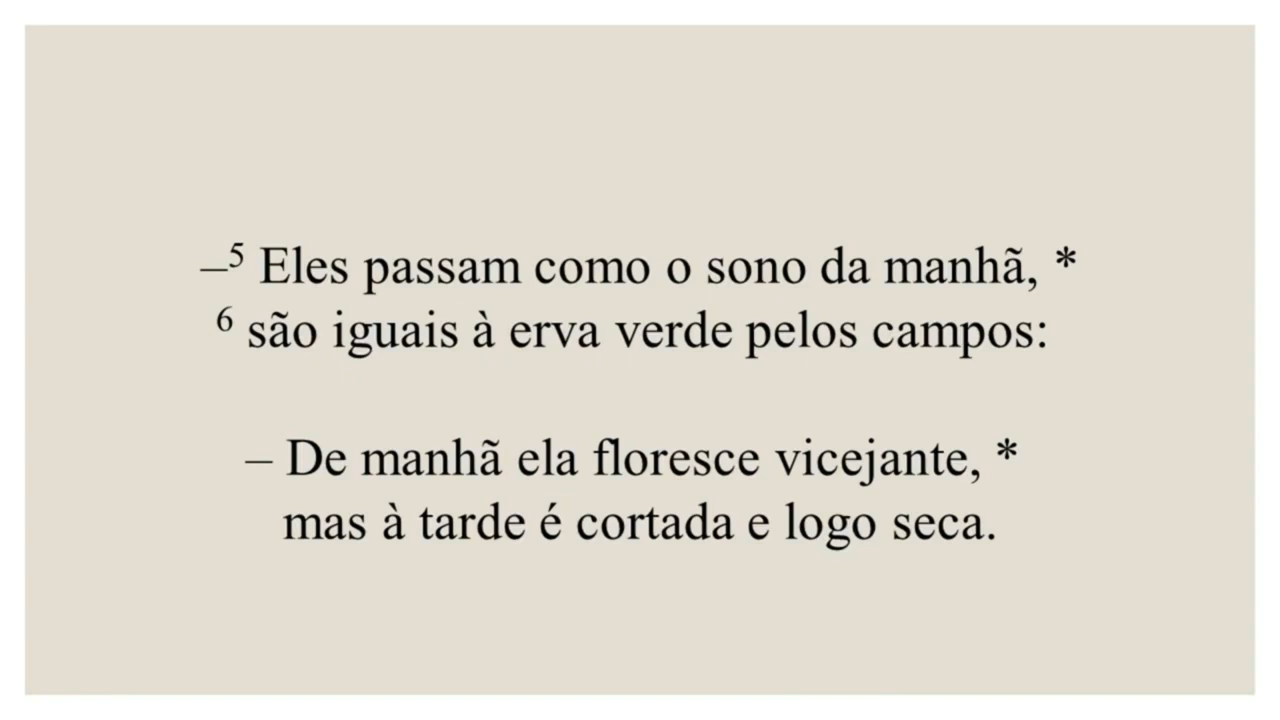 –⁵ Eles passam como o sono da manhã, *
⁶ são iguais à erva verde pelos campos:
– De manhã ela floresce vicejante, *
mas à tarde é cortada e logo seca.